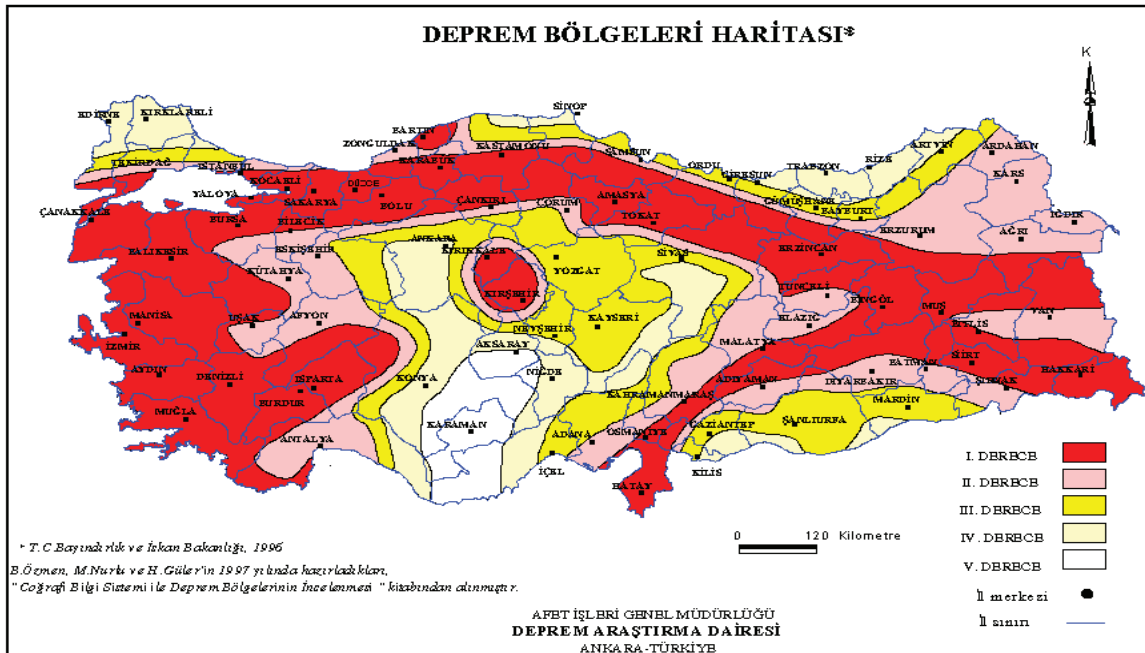 DEPREM BÖLGELERİ HARİTASI*
K
SİNOP
EDİRNE
KIRKLARELİ
BARTIN
ZONGULDAK
KASTAMONU
SAMSUN
ARTVİN
ARDAHAN
TEKİRDAĞ
İSTANBUL
KARABÜK
ORDU
TRABZON
RİZE
KARS
KOCAELİ
GİRESUN
YALOVA
DÜZCE
AMASYA
GÜMÜŞHANE
SAKARYA
BOLU
ÇANKIRI
ÇORUM
TOKAT
BAYBURT
IĞDIR
ÇANAKKALE
BURSA
BİLECİK
ERZURUM
AĞRI
ANKARA
ERZİNCAN
BALIKESİR
ESKİŞEHİR
KIRIKKALE
SİVAS
KÜTAHYA
YOZGAT
TUNCELİ
BİNGÖL
MUŞ
KIRŞEHİR
VAN
MANİSA
UŞAK
AFYON
KAYSERİ
ELAZIĞ
BİTLİS
NEVŞEHİR
İZMİR
AKSARAY
MALATYA
SİİRT
BATMAN
AYDIN
DENİZLİ
ISPARTA
KONYA
NİĞDE
ADIYAMAN
DİYARBAKIR
ŞIRNAK
HAKKARİ
BURDUR
KAHRAMANMARAŞ
MARDİN
MUĞLA
KARAMAN
ŞANLIURFA
ANTALYA
ADANA
OSMANİYE
GAZİANTEP
İÇEL
KİLİS
HATAY
I. DERECE
II. DERECE
III. DERECE
IV. DERECE
V. DERECE
İl merkezi
İl sınırı
0 120 Kilometre
* T.C.Bayındırlık ve İskan Bakanlığı, 1996
B.Özmen, M.Nurlu ve H.Güler'in 1997 yılında hazırladıkları,
"Coğrafi Bilgi Sistemi ile Deprem Bölgelerinin İncelenmesi" kitabından alınmıştır.
AFET İŞLERİ GENEL MÜDÜRLÜĞÜ
DEPREM ARAŞTIRMA DAİRESİ
ANKARA-TÜRKİYE